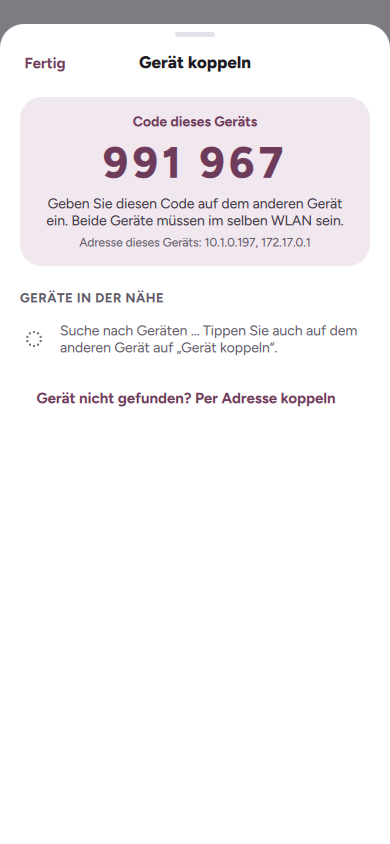 Fertig
Gerät koppeln
Code dieses Geräts
991 967
Geben Sie diesen Code auf dem anderen Gerät
ein. Beide Geräte müssen im selben WLAN sein.
Adresse dieses Geräts: 10.1.0.197, 172.17.0.1
GERÄTE IN DER NÄHE
Suche nach Geräten … Tippen Sie auch auf dem
anderen Gerät auf „Gerät koppeln“.
Gerät nicht gefunden? Per Adresse koppeln